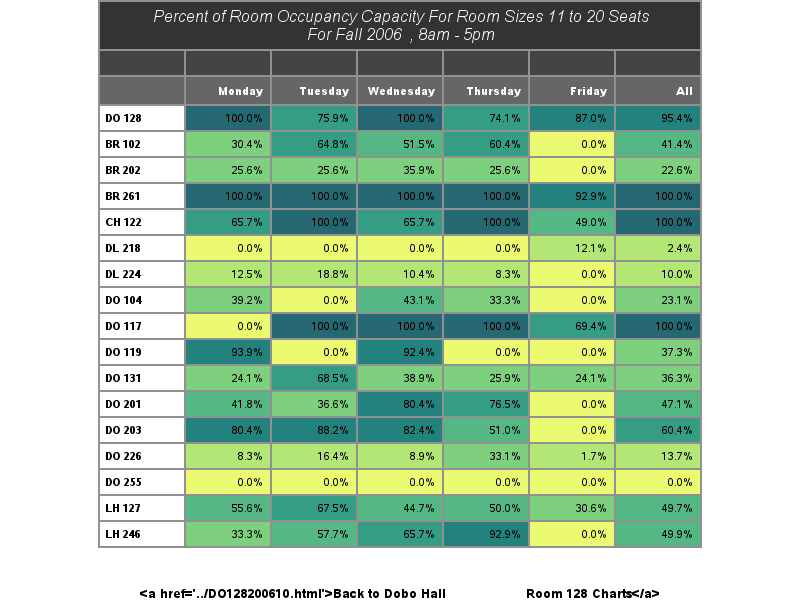 Percent of Room Occupancy Capacity For Room Sizes 11 to 20 Seats
For Fall 2006 , 8am - 5pm
Monday Tuesday Wednesday Thursday Friday All
DO 128 100.0% 75.9% 100.0% 74.1% 87.0% 95.4%
BR 102 30.4% 64.8% 51.5% 60.4% 0.0% 41.4%
BR 202 25.6% 25.6% 35.9% 25.6% 0.0% 22.6%
BR 261 100.0% 100.0% 100.0% 100.0% 92.9% 100.0%
CH 122 65.7% 100.0% 65.7% 100.0% 49.0% 100.0%
DL 218 0.0% 0.0% 0.0% 0.0% 12.1% 2.4%
DL 224 12.5% 18.8% 10.4% 8.3% 0.0% 10.0%
DO 104 39.2% 0.0% 43.1% 33.3% 0.0% 23.1%
DO 117 0.0% 100.0% 100.0% 100.0% 69.4% 100.0%
DO 119 93.9% 0.0% 92.4% 0.0% 0.0% 37.3%
DO 131 24.1% 68.5% 38.9% 25.9% 24.1% 36.3%
DO 201 41.8% 36.6% 80.4% 76.5% 0.0% 47.1%
DO 203 80.4% 88.2% 82.4% 51.0% 0.0% 60.4%
DO 226 8.3% 16.4% 8.9% 33.1% 1.7% 13.7%
DO 255 0.0% 0.0% 0.0% 0.0% 0.0% 0.0%
LH 127 55.6% 67.5% 44.7% 50.0% 30.6% 49.7%
LH 246 33.3% 57.7% 65.7% 92.9% 0.0% 49.9%
<a href='../DO128200610.html'>Back to Dobo Hall Room 128 Charts</a>